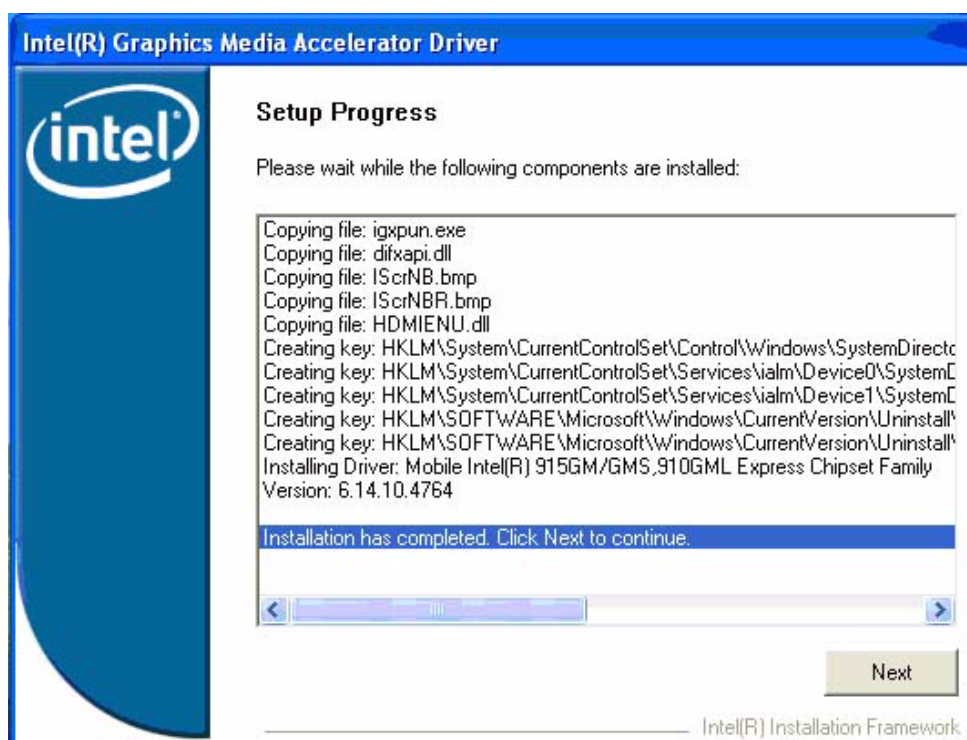 Intel(R) Graphics Media Accelerator Driver
intel
Setup Progress
Please wait while the following components are installed:
Copying file: igxpun.exe
Copying file: difxapi.dll
Copying file: IScrNB.bmp
Copying file: IScrNBR.bmp
Copying file: HDMIENU.dll
Creating key: HKLM\System\CurrentControlSet\Control\Windows\SystemDirecto
Creating key: HKLM\System\CurrentControlSet\Services\ialm\Device0\SystemD
Creating key: HKLM\System\CurrentControlSet\Services\ialm\Device1\SystemD
Creating key: HKLM\SOFTWARE\Microsoft\Windows\CurrentVersion\Uninstall\
Creating key: HKLM\SOFTWARE\Microsoft\Windows\CurrentVersion\Uninstall\
Installing Driver: Mobile Intel(R) 915GM/GMS,910GML Express Chipset Family
Version: 6.14.10.4764
Installation has completed. Click Next to continue.
Next
Intel(R) Installation Framework